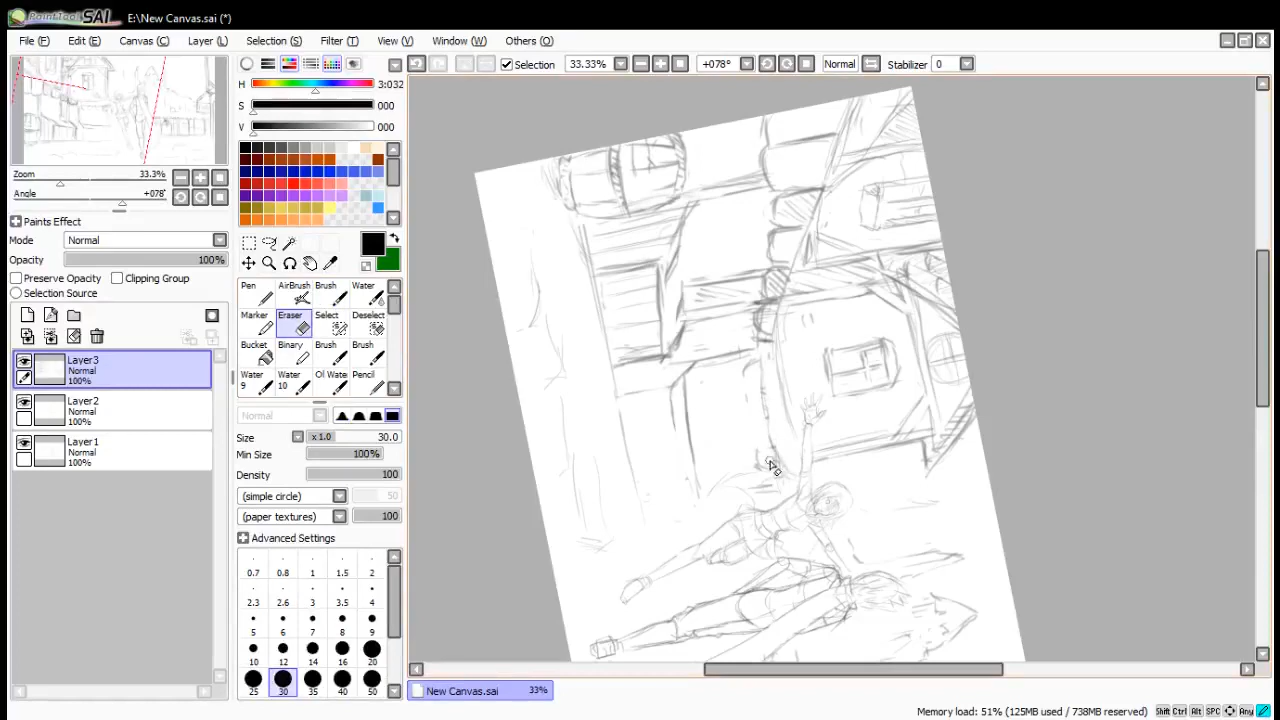 PaintTool SAI E:\New Canvas.sai (*)
File (F) Edit (E) Canvas (C) Layer (L) Selection (S) Filter (T) View (V) Window (W) Others (O)
Selection 33.33% +078° Normal Stabilizer 0
H 3:032
S 000
V 000
Zoom 33.3%
Angle +078°
Paints Effect
Mode Normal
Opacity 100%
Preserve Opacity Clipping Group
Selection Source
Layer3
Normal
100%
Layer2
Normal
100%
Layer1
Normal
100%
Pen AirBrush Brush Water
Marker Eraser Select Deselect
Bucket Binary Brush Brush
Water 9 Water 10 Ol Wate Pencil
Normal
Size x 1.0 30.0
Min Size 100%
Density 100
(simple circle) 50
(paper textures) 100
Advanced Settings
0.7 0.8 1 1.5 2
2.3 2.6 3 3.5 4
5 6 7 8 9
10 12 14 16 20
25 30 35 40 50
New Canvas.sai 33%
Memory load: 51% (125MB used / 738MB reserved) Shift Ctrl Alt SPC Any